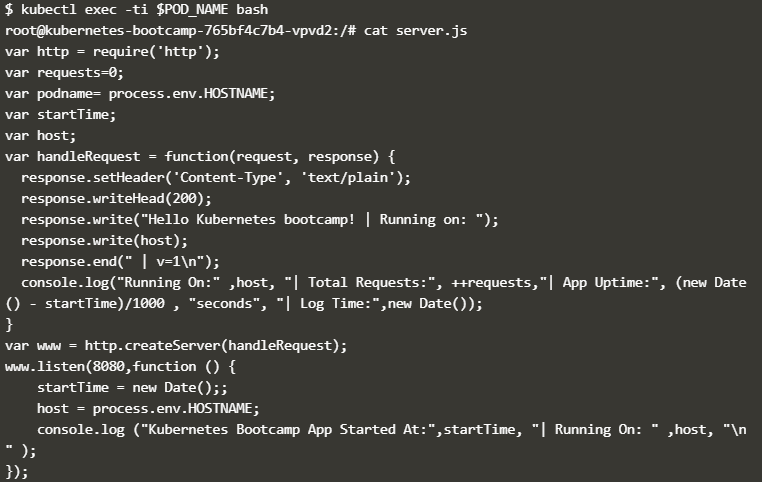 $ kubectl exec -ti $POD_NAME bash
root@kubernetes-bootcamp-765bf4c7b4-vpvd2:/# cat server.js
var http = require('http');
var requests=0;
var podname= process.env.HOSTNAME;
var startTime;
var host;
var handleRequest = function(request, response) {
  response.setHeader('Content-Type', 'text/plain');
  response.writeHead(200);
  response.write("Hello Kubernetes bootcamp! | Running on: ");
  response.write(host);
  response.end(" | v=1\n");
  console.log("Running On:" ,host, "| Total Requests:", ++requests,"| App Uptime:", (new Date
() - startTime)/1000 , "seconds", "| Log Time:",new Date());
}
var www = http.createServer(handleRequest);
www.listen(8080,function () {
    startTime = new Date();;
    host = process.env.HOSTNAME;
    console.log ("Kubernetes Bootcamp App Started At:",startTime, "| Running On: " ,host, "\n
" );
});